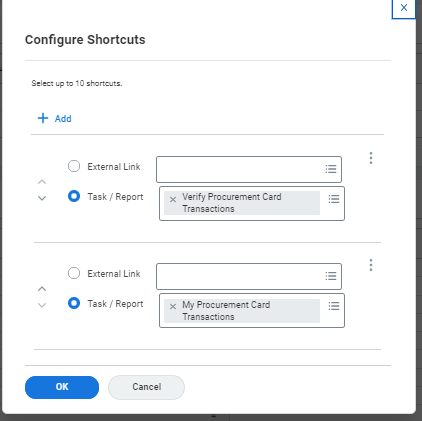 Configure Shortcuts
Select up to 10 shortcuts.
Add
External Link
Task / Report
Verify Procurement Card
Transactions
External Link
Task / Report
My Procurement Card
Transactions
OK
Cancel